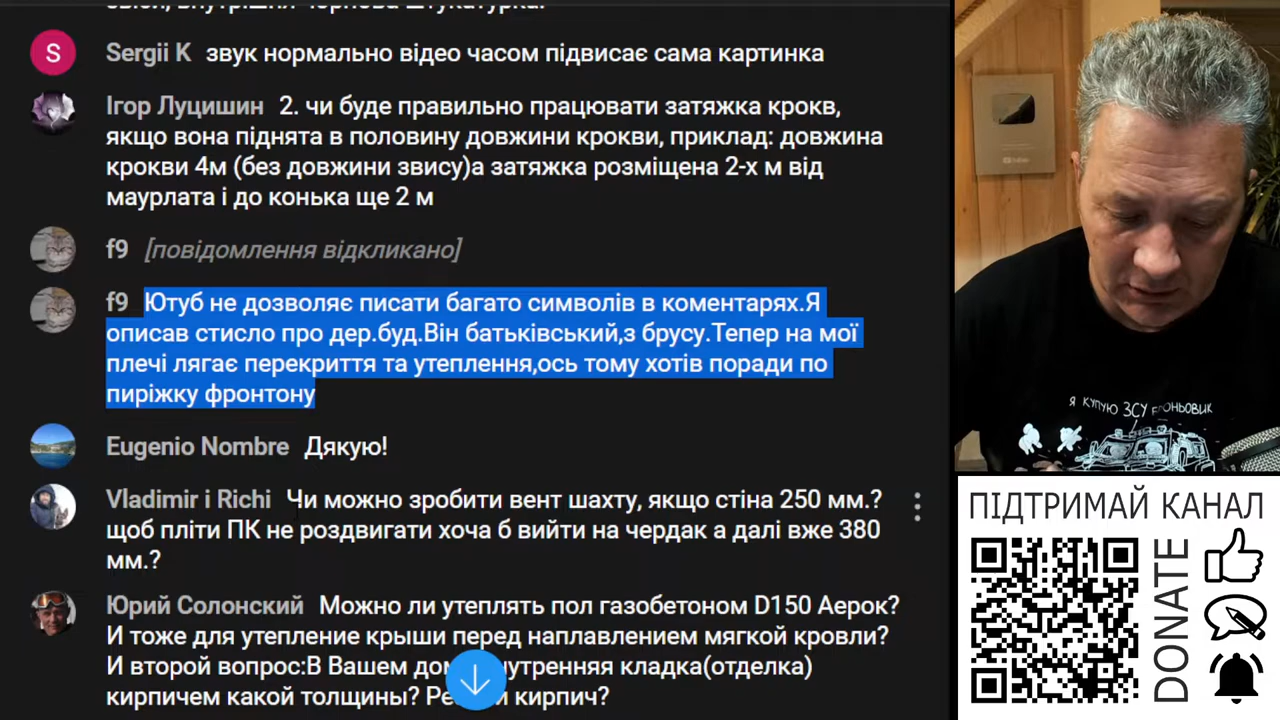 Sergii K звук нормально відео часом підвисає сама картинка
Ігор Луцишин 2. чи буде правильно працювати затяжка крокв,
якщо вона піднята в половину довжини крокви, приклад: довжина
крокви 4м (без довжини звису)а затяжка розміщена 2-х м від
маурлата і до конька ще 2 м
f9 [повідомлення відкликано]
f9 Ютуб не дозволяє писати багато символів в коментарях.Я
описав стисло про дер.буд.Він батьківський,з брусу.Тепер на мої
плечі лягає перекриття та утеплення,ось тому хотів поради по
пиріжку фронтону
Eugenio Nombre Дякую!
Vladimir i Richi Чи можно зробити вент шахту, якщо стіна 250 мм.?
щоб пліти ПК не роздвигати хоча б вийти на чердак а далі вже 380
мм.?
Юрий Солонский Можно ли утеплять пол газобетоном D150 Аерок?
И тоже для утепление крыши перед наплавлением мягкой кровли?
И второй вопрос:В Вашем кладка(отделка)
кирпичем какой толщины? кирпич?
S
Я КУПУЮ ЗСУ
ПІДТРИМАЙ КАНАЛ
DONATE